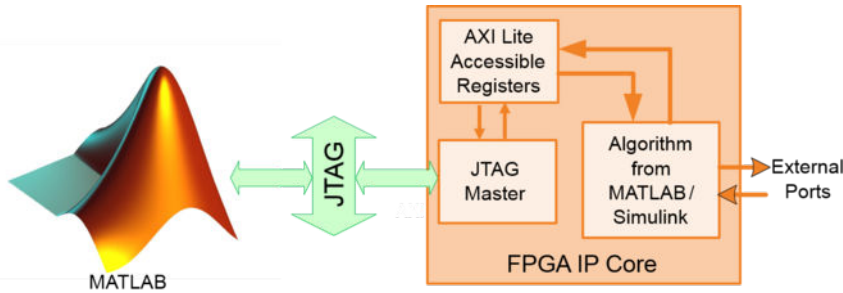 MATLAB
JTAG
AXI Lite
Accessible
Registers
JTAG
Master
Algorithm
from
MATLAB/
Simulink
External
Ports
FPGA IP Core